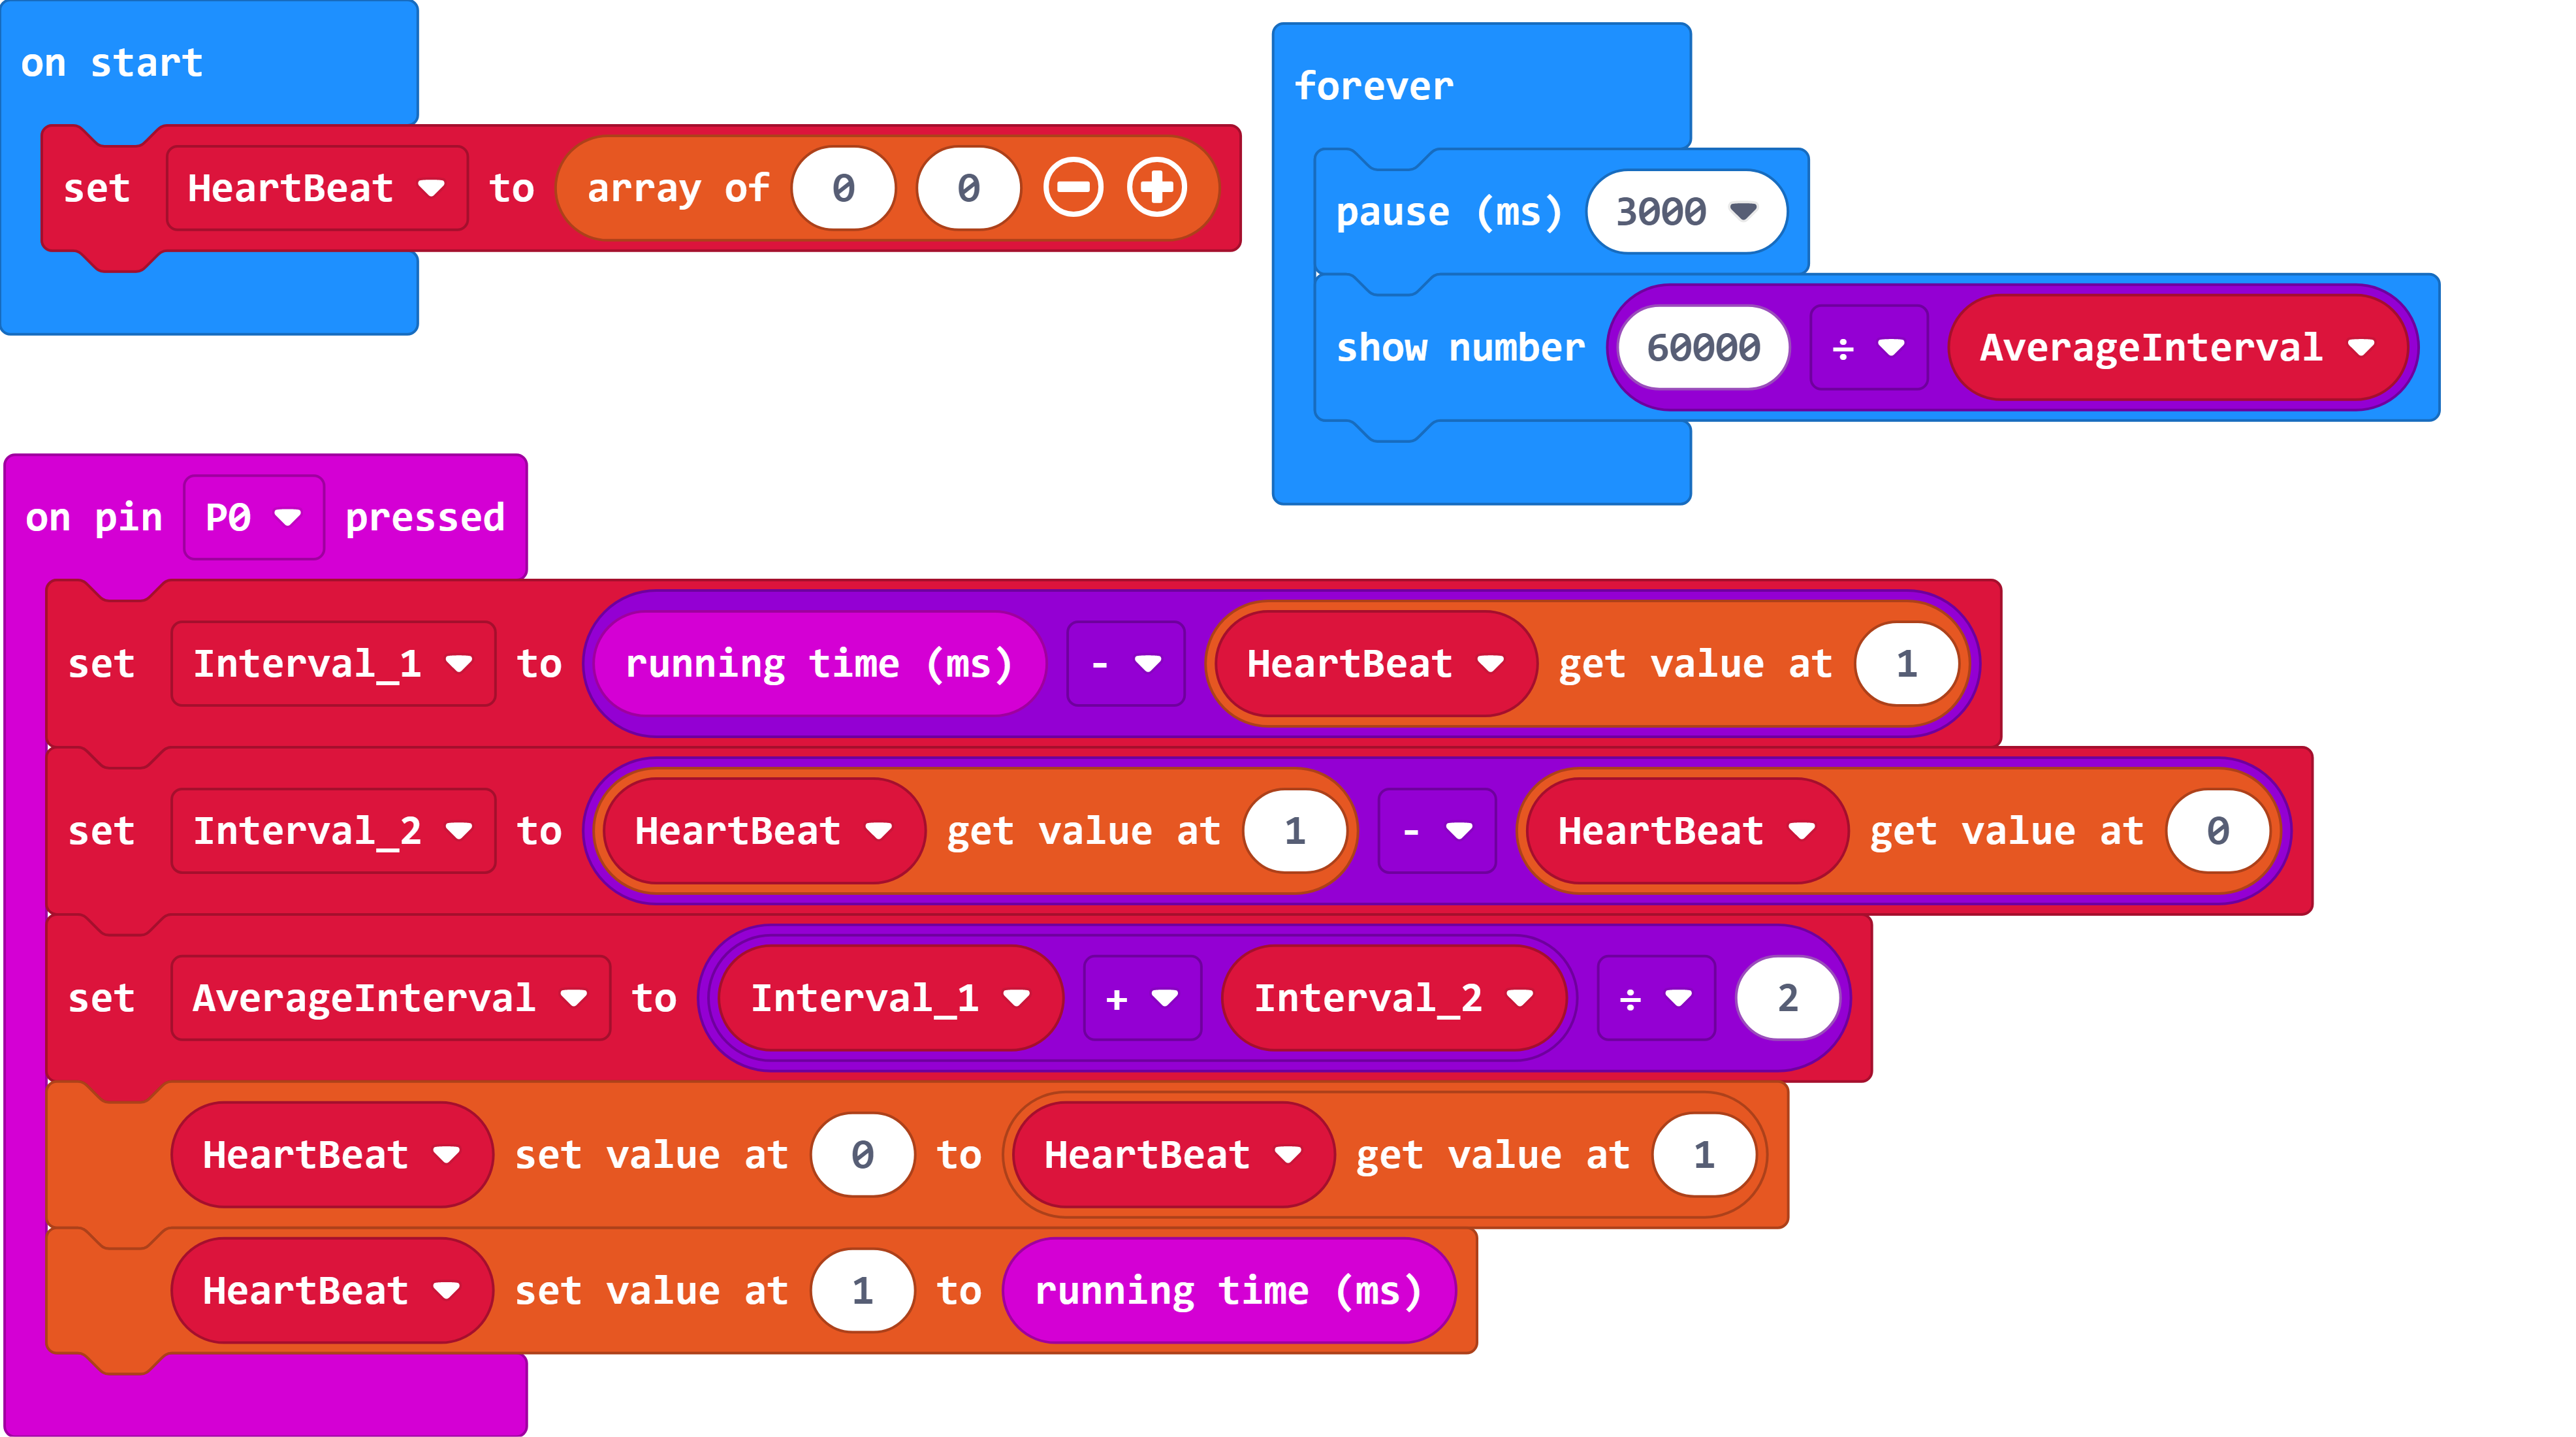 on start
set HeartBeat to array of 0 0
forever
pause (ms) 3000
show number 60000 ÷ AverageInterval
on pin P0 pressed
set Interval_1 to running time (ms) - HeartBeat get value at 1
set Interval_2 to HeartBeat get value at 1 - HeartBeat get value at 0
set AverageInterval to Interval_1 + Interval_2 ÷ 2
HeartBeat set value at 0 to HeartBeat get value at 1
HeartBeat set value at 1 to running time (ms)